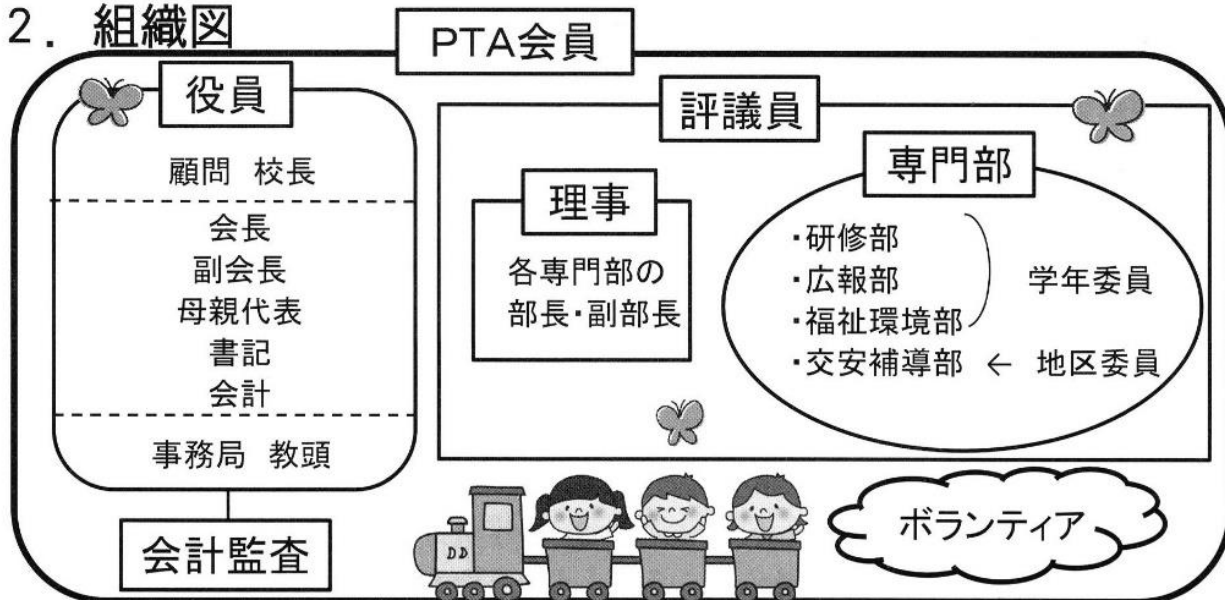 2. 組織図
PTA会員
役員
顧問 校長
会長
副会長
母親代表
書記
会計
事務局 教頭
会計監査
評議員
理事
各専門部の
部長・副部長
専門部
・研修部
・広報部
・福祉環境部
学年委員
・交安補導部 ← 地区委員
DD
ボランティア